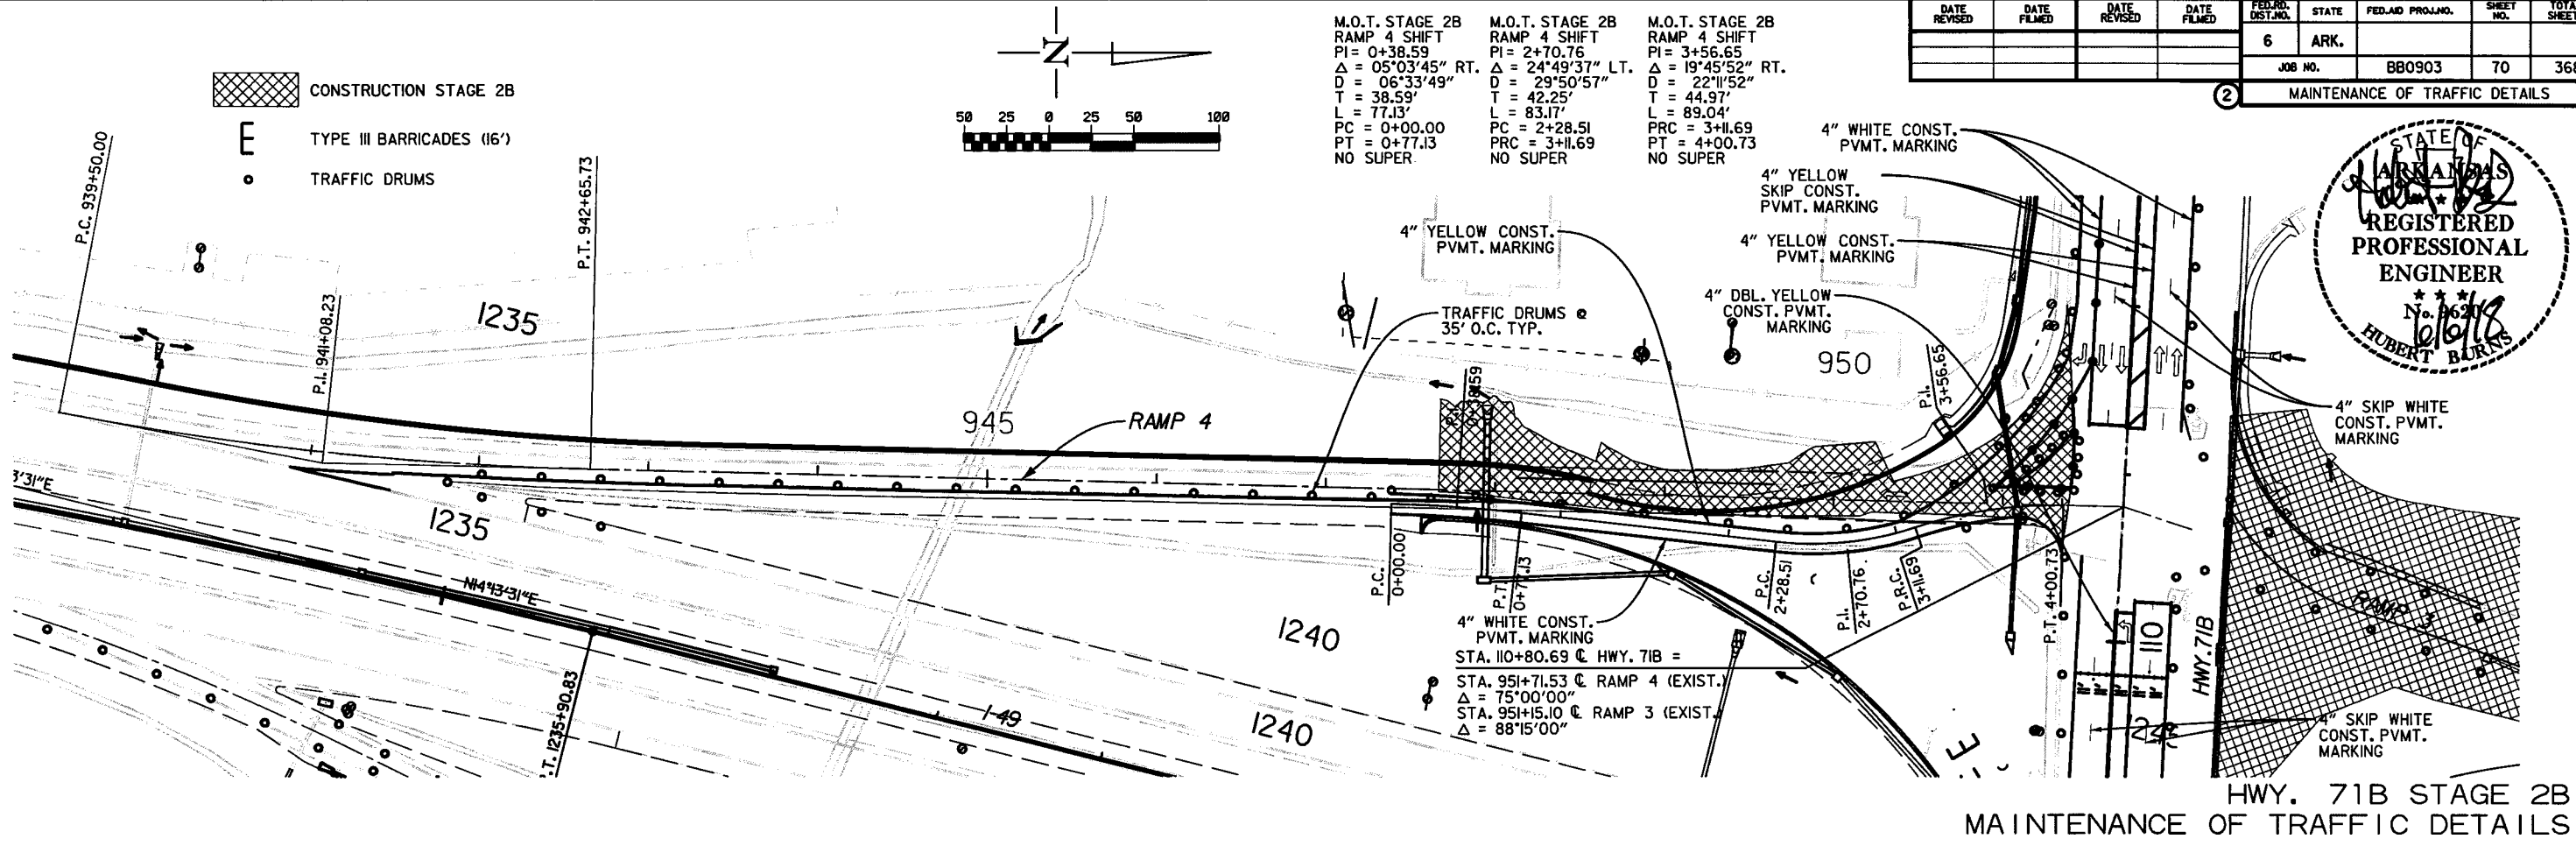 M.O.T. STAGE 2B
RAMP 4 SHIFT
PI = 0+38.59
Δ = 05°03'45" RT.
D = 06°33'49"
T = 38.59'
L = 77.13'
PC = 0+00.00
PT = 0+77.13
NO SUPER
M.O.T. STAGE 2B
RAMP 4 SHIFT
PI = 2+70.76
Δ = 24°49'37" LT.
D = 29°50'57"
T = 42.25'
L = 83.17'
PC = 2+28.51
PRC = 3+11.69
NO SUPER
M.O.T. STAGE 2B
RAMP 4 SHIFT
PI = 3+56.65
Δ = 19°45'52" RT.
D = 22°11'52"
T = 44.97'
L = 89.04'
PRC = 3+11.69
PT = 4+00.73
NO SUPER
DATE REVISED
DATE FILMED
DATE REVISED
DATE FILMED
FED.RD. DIST.NO.
STATE
FED.AID PROJ.NO.
SHEET NO.
6
ARK.
JOB NO.
BB0903
70
2
MAINTENANCE OF TRAFFIC DETAILS
CONSTRUCTION STAGE 2B
TYPE III BARRICADES (16')
TRAFFIC DRUMS
N
50 25 0 25 50 100
STATE OF
ARKANSAS
REGISTERED
PROFESSIONAL
ENGINEER
HUBERT BURNS
6/6/18
4" WHITE CONST.
PVMT. MARKING
4" YELLOW
SKIP CONST.
PVMT. MARKING
4" YELLOW CONST.
PVMT. MARKING
4" DBL. YELLOW
CONST. PVMT.
MARKING
4" YELLOW CONST.
PVMT. MARKING
TRAFFIC DRUMS @
35' O.C. TYP.
4" SKIP WHITE
CONST. PVMT.
MARKING
P.C. 939+50.00
P.I. 941+08.23
P.T. 942+65.73
1235
945
RAMP 4
950
P.I.
3+56.65
1235
N14°13'31"E
P.C.
0+00.00
P.T.
0+77.13
P.C.
2+28.51
P.I.
2+70.76
P.R.C.
3+11.69
P.T. 4+00.73
1240
1240
I-49
4" WHITE CONST.
PVMT. MARKING
STA. 110+80.69 ℄ HWY. 71B =
STA. 951+71.53 ℄ RAMP 4 (EXIST.)
Δ = 75°00'00"
STA. 951+15.10 ℄ RAMP 3 (EXIST.)
Δ = 88°15'00"
110
11' 11' 11' 11' 11'
HWY. 71B
RAMP 3
4" SKIP WHITE
CONST. PVMT.
MARKING
HWY. 71B STAGE 2B
MAINTENANCE OF TRAFFIC DETAILS